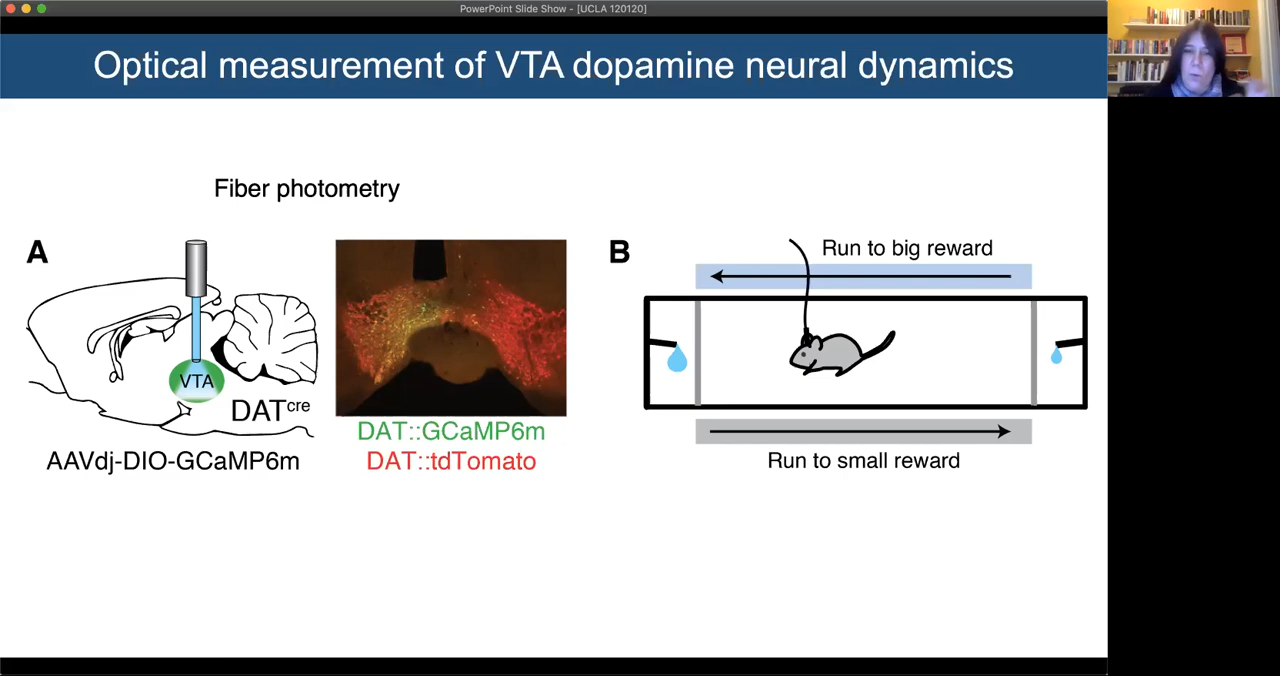 PowerPoint Slide Show - [UCLA 120120]
Optical measurement of VTA dopamine neural dynamics
Fiber photometry
A
VTA
DATcre
AAVdj-DIO-GCaMP6m
DAT::GCaMP6m
DAT::tdTomato
B
Run to big reward
Run to small reward